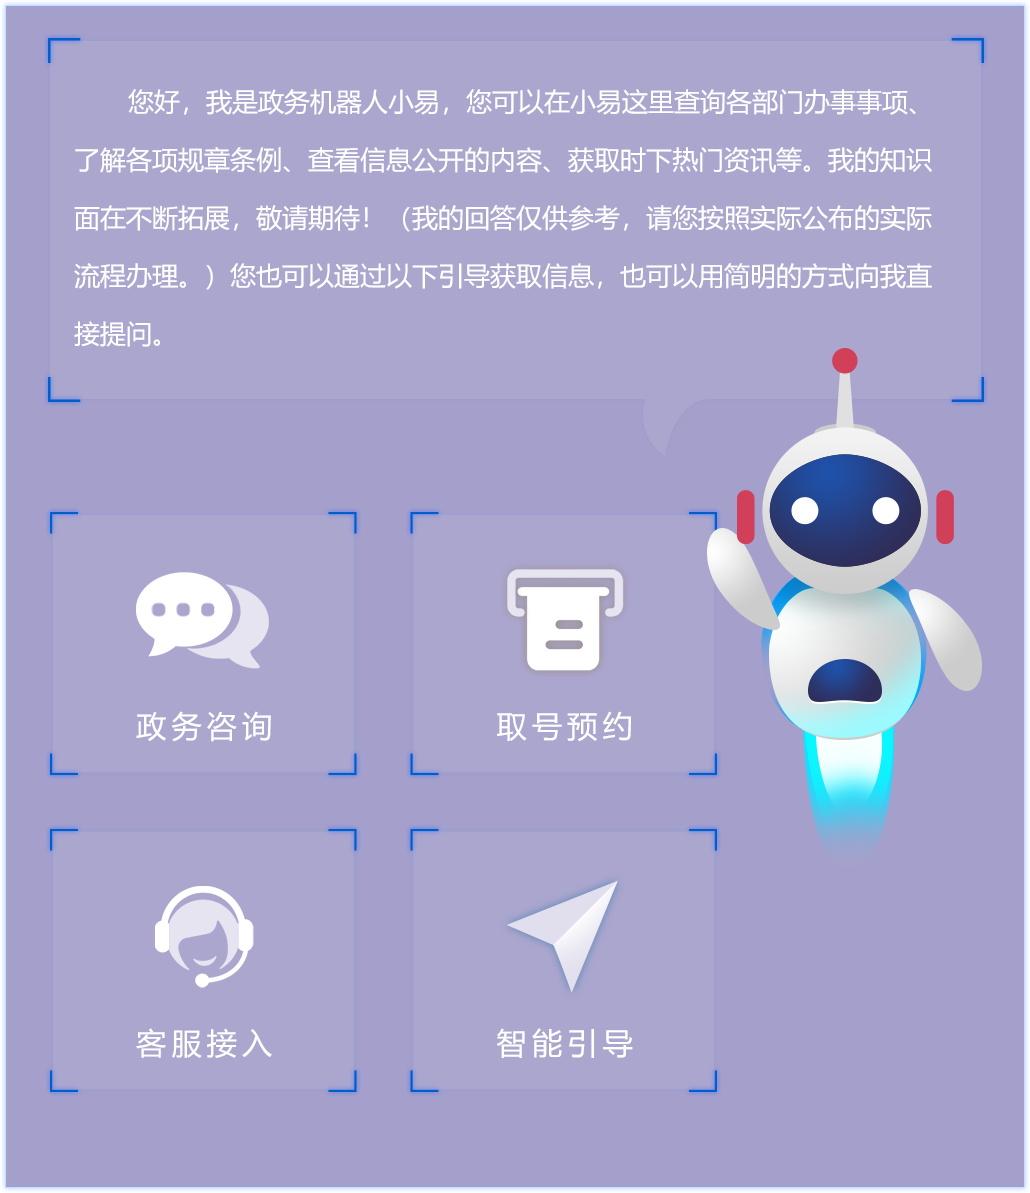 您好，我是政务机器人小易，您可以在小易这里查询各部门办事事项、
了解各项规章条例、查看信息公开的内容、获取时下热门资讯等。我的知识
面在不断拓展，敬请期待！（我的回答仅供参考，请您按照实际公布的实际
流程办理。）您也可以通过以下引导获取信息，也可以用简明的方式向我直
接提问。
政务咨询
取号预约
客服接入
智能引导